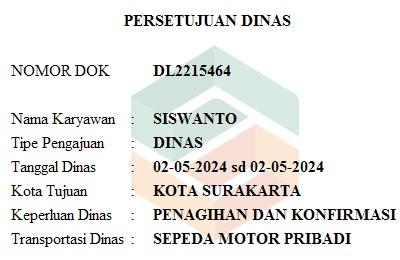 PERSETUJUAN DINAS
NOMOR DOK DL2215464
Nama Karyawan : SISWANTO
Tipe Pengajuan : DINAS
Tanggal Dinas : 02-05-2024 sd 02-05-2024
Kota Tujuan : KOTA SURAKARTA
Keperluan Dinas : PENAGIHAN DAN KONFIRMASI
Transportasi Dinas : SEPEDA MOTOR PRIBADI